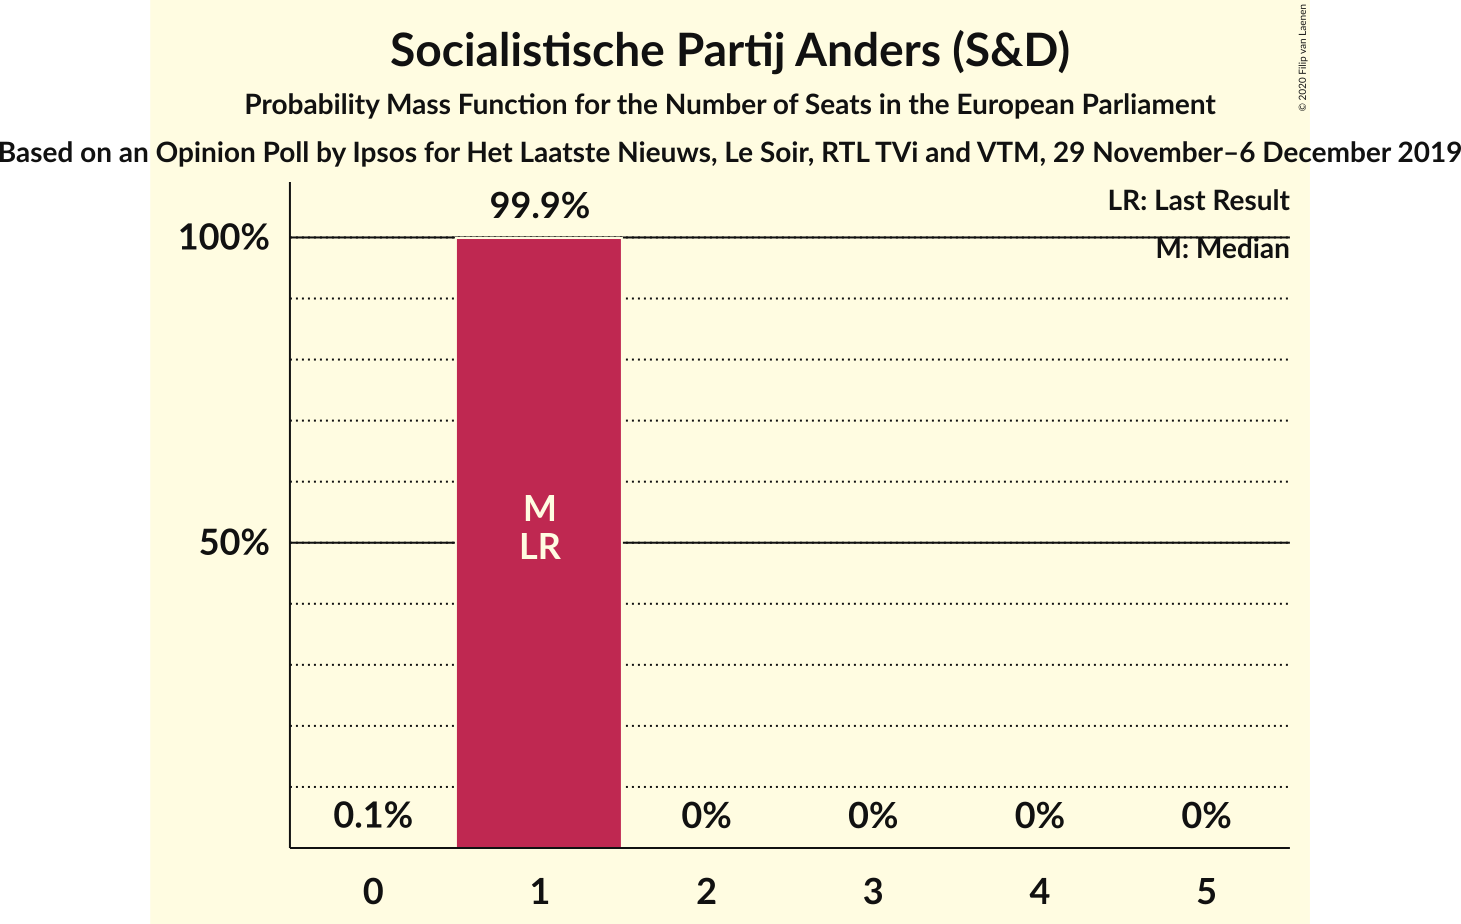 Socialistische Partij Anders (S&D)
Probability Mass Function for the Number of Seats in the European Parliament
Based on an Opinion Poll by Ipsos for Het Laatste Nieuws, Le Soir, RTL TVi and VTM, 29 November–6 December 2019
© 2020 Filip van Laenen
LR: Last Result
M: Median
99.9%
100%
50%
M
LR
0.1%
0%
0%
0%
0%
0
1
2
3
4
5